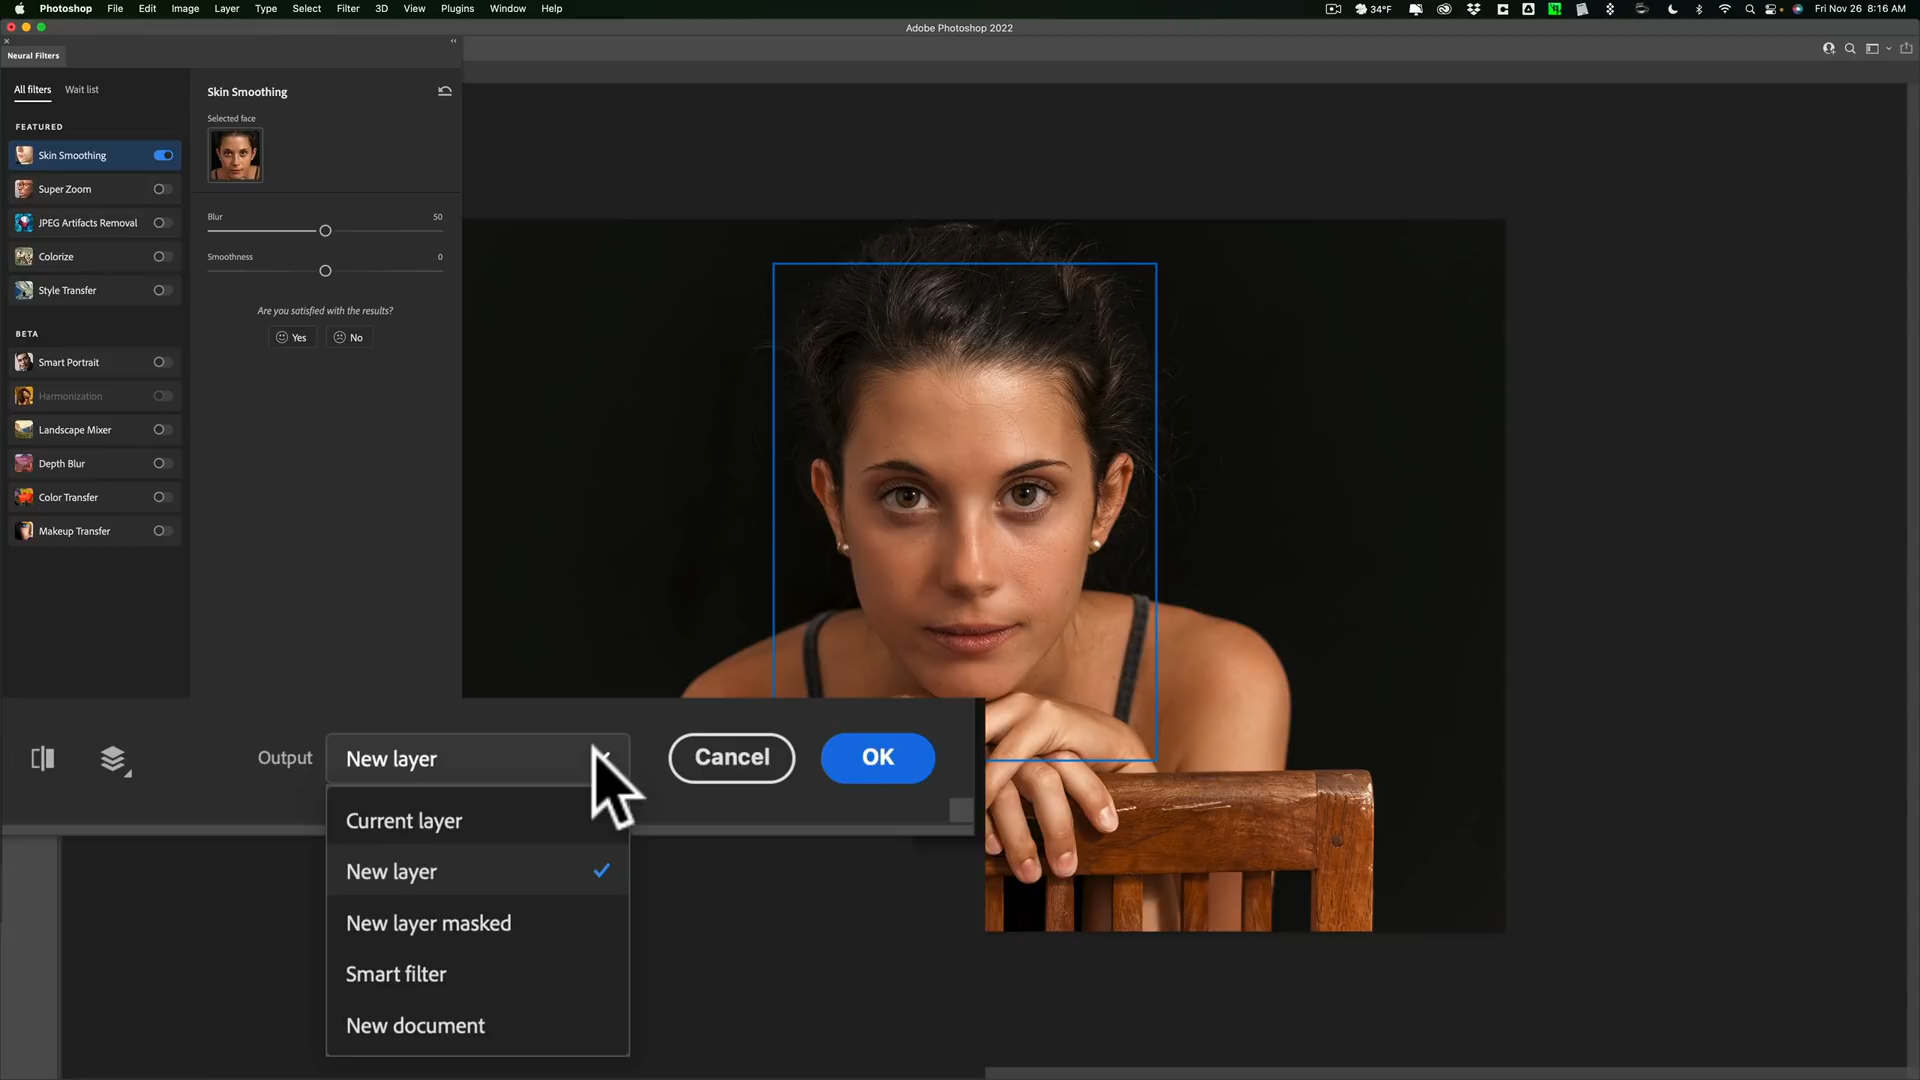 Photoshop File Edit Image Layer Type Select Filter 3D View Plugins Window Help
34°F
Fri Nov 26 8:16 AM
Adobe Photoshop 2022
Neural Filters
All filters Wait list
FEATURED
Skin Smoothing
Super Zoom
JPEG Artifacts Removal
Colorize
Style Transfer
BETA
Smart Portrait
Harmonization
Landscape Mixer
Depth Blur
Color Transfer
Makeup Transfer
Skin Smoothing
Selected face
Blur 50
Smoothness 0
Are you satisfied with the results?
Yes No
Output New layer Cancel OK
Current layer
New layer
New layer masked
Smart filter
New document